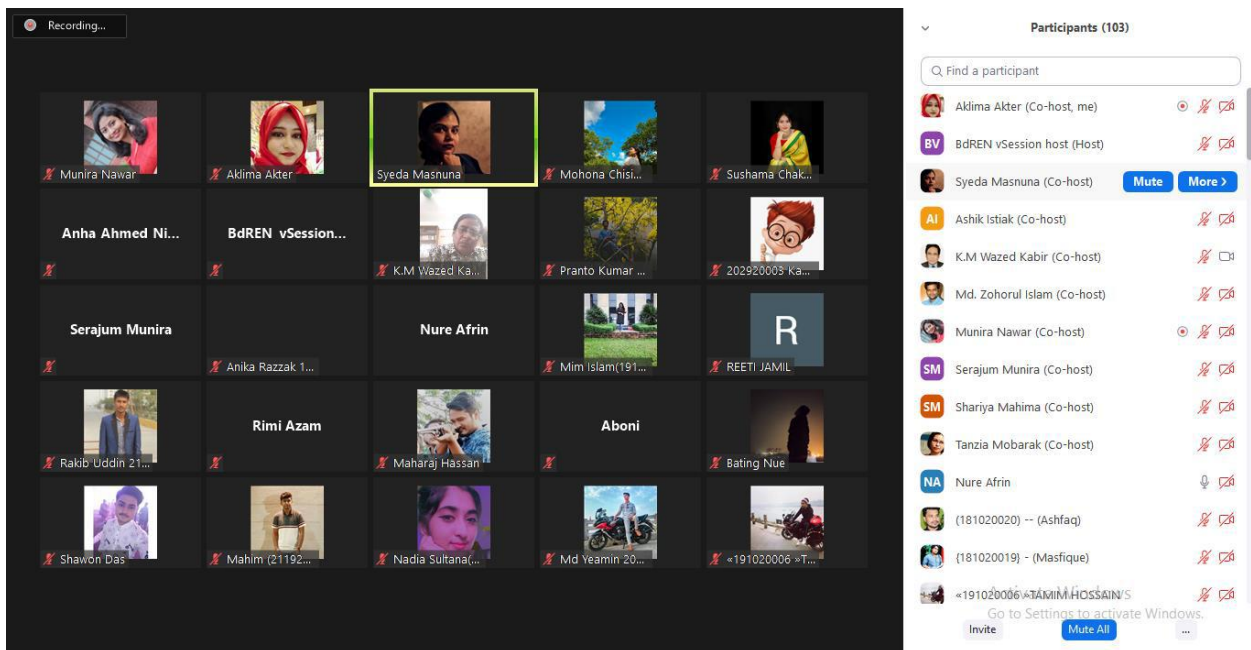 Recording...
Munira Nawar
Aklima Akter
Syeda Masnuna
Mohona Chisi...
Sushama Chak...
Anha Ahmed Ni...
BdREN vSession...
K.M Wazed Ka...
Pranto Kumar ...
202920003 Ka...
Serajum Munira
Anika Razzak 1...
Nure Afrin
Mim Islam(191...
R
REETI JAMIL
Rakib Uddin 21...
Rimi Azam
Maharaj Hassan
Aboni
Bating Nue
Shawon Das
Mahim (21192...
Nadia Sultana(...
Md Yeamin 20...
«191020006 »T...
Participants (103)
Find a participant
Aklima Akter (Co-host, me)
BV BdREN vSession host (Host)
Syeda Masnuna (Co-host) Mute More >
AI Ashik Istiak (Co-host)
K.M Wazed Kabir (Co-host)
Md. Zohorul Islam (Co-host)
Munira Nawar (Co-host)
SM Serajum Munira (Co-host)
SM Shariya Mahima (Co-host)
Tanzia Mobarak (Co-host)
NA Nure Afrin
(181020020) -- (Ashfaq)
(181020019) - (Masfique)
«191020006 »TAMIM HOSSAIN
Activate Windows
Go to Settings to activate Windows.
Invite Mute All ...